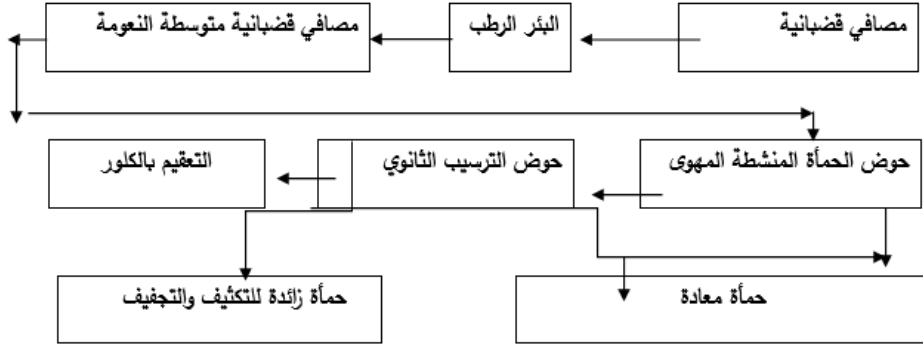 مصافي قضبانية
البئر الرطب
مصافي قضبانية متوسطة النعومة
حوض الحمأة المنشطة المهوى
حوض الترسيب الثانوي
التعقيم بالكلور
حمأة معادة
حمأة زائدة للتكثيف والتجفيف